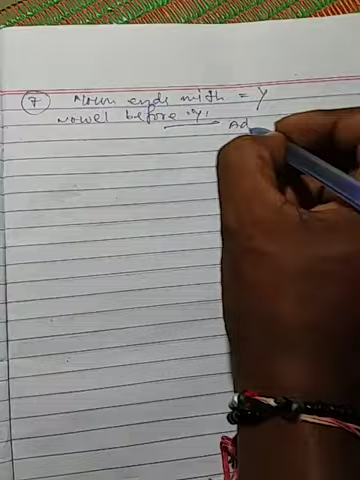 ⑦ Noun ends with = y
vowel before 'y'
Ad